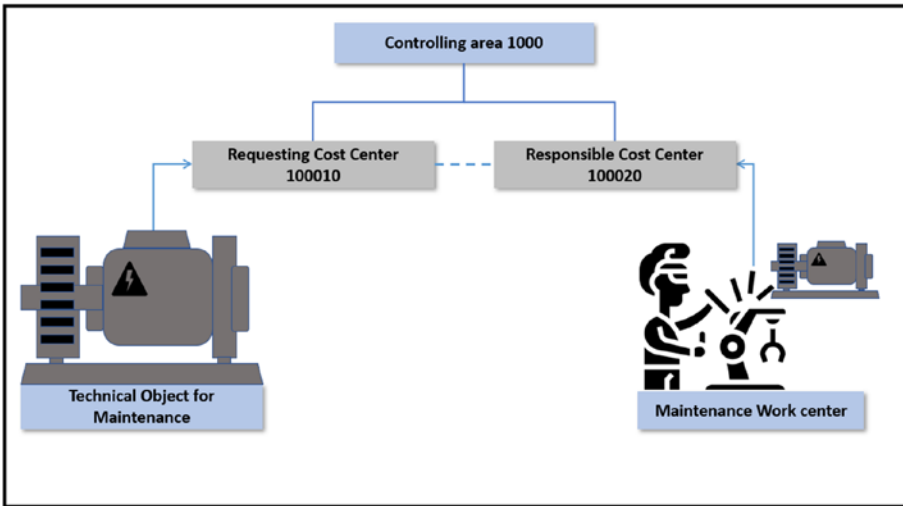 Controlling area 1000
Requesting Cost Center
100010
Responsible Cost Center
100020
Technical Object for
Maintenance
Maintenance Work center